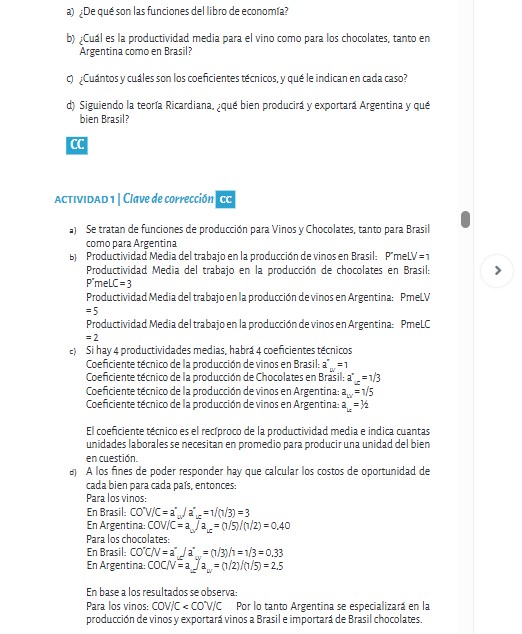 a) ¿De qué son las funciones del libro de economía?
b) ¿Cuál es la productividad media para el vino como para los chocolates, tanto en
Argentina como en Brasil?
c) ¿Cuántos y cuáles son los coeficientes técnicos, y qué le indican en cada caso?
d) Siguiendo la teoría Ricardiana, ¿qué bien producirá y exportará Argentina y qué
bien Brasil?
CC
ACTIVIDAD 1 | Clave de corrección CC
a) Se tratan de funciones de producción para Vinos y Chocolates, tanto para Brasil
como para Argentina
b) Productividad Media del trabajo en la producción de vinos en Brasil: P*meLV = 1
Productividad Media del trabajo en la producción de chocolates en Brasil:
P*meLC = 3
Productividad Media del trabajo en la producción de vinos en Argentina: PmeLV
= 5
Productividad Media del trabajo en la producción de vinos en Argentina: PmeLC
= 2
c) Si hay 4 productividades medias, habrá 4 coeficientes técnicos
Coeficiente técnico de la producción de vinos en Brasil: a*LV = 1
Coeficiente técnico de la producción de Chocolates en Brasil: a*LC = 1/3
Coeficiente técnico de la producción de vinos en Argentina: aLV = 1/5
Coeficiente técnico de la producción de vinos en Argentina: aLC = ½
El coeficiente técnico es el recíproco de la productividad media e indica cuantas
unidades laborales se necesitan en promedio para producir una unidad del bien
en cuestión.
d) A los fines de poder responder hay que calcular los costos de oportunidad de
cada bien para cada país, entonces:
Para los vinos:
En Brasil: CO*V/C = a*LV/ a*LC = 1/(1/3) = 3
En Argentina: COV/C = aLV/ aLC = (1/5)/(1/2) = 0,40
Para los chocolates:
En Brasil: CO*C/V = a*LC/ a*LV = (1/3)/1 = 1/3 = 0,33
En Argentina: COC/V = aLC/ aLV = (1/2)/(1/5) = 2,5
En base a los resultados se observa:
Para los vinos: COV/C < CO*V/C Por lo tanto Argentina se especializará en la
producción de vinos y exportará vinos a Brasil e importará de Brasil chocolates.